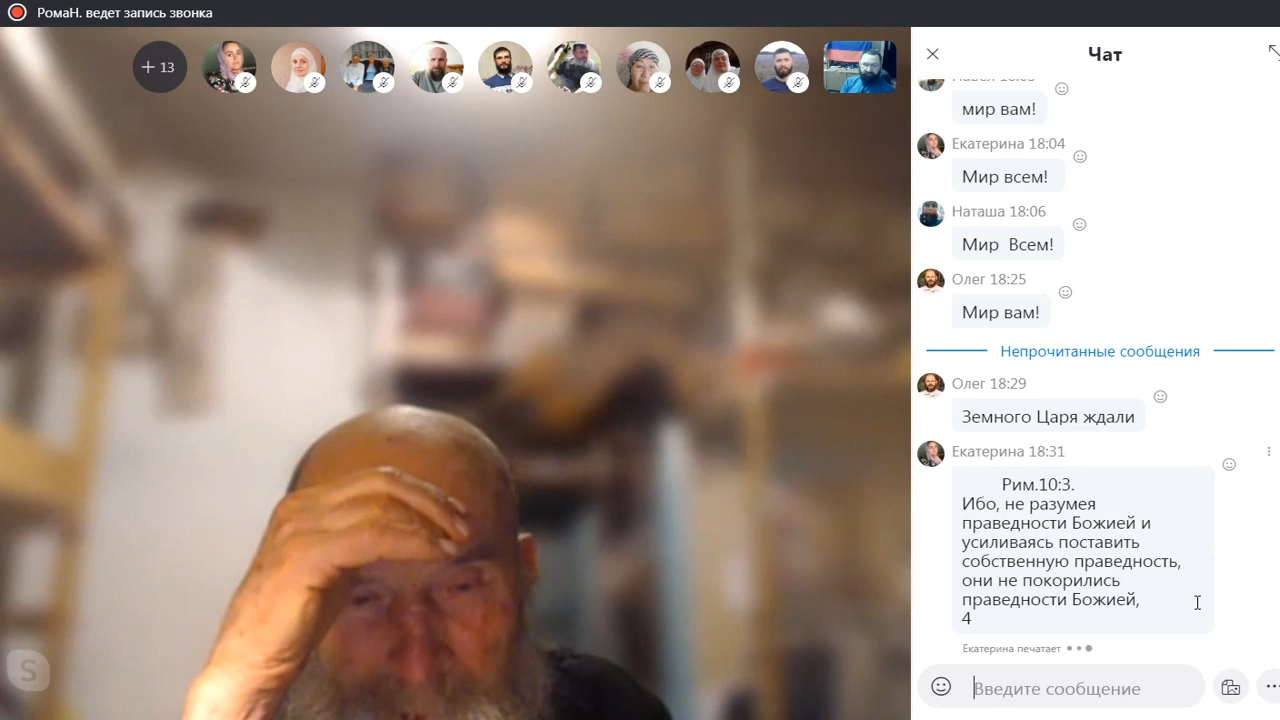 РомаН. ведет запись звонка
+ 13
Чат
мир вам!
Екатерина 18:04
Мир всем!
Наташа 18:06
Мир Всем!
Олег 18:25
Мир вам!
Непрочитанные сообщения
Олег 18:29
Земного Царя ждали
Екатерина 18:31
Рим.10:3.
Ибо, не разумея
праведности Божией и
усиливаясь поставить
собственную праведность,
они не покорились
праведности Божией,
4
Екатерина печатает
Введите сообщение
S